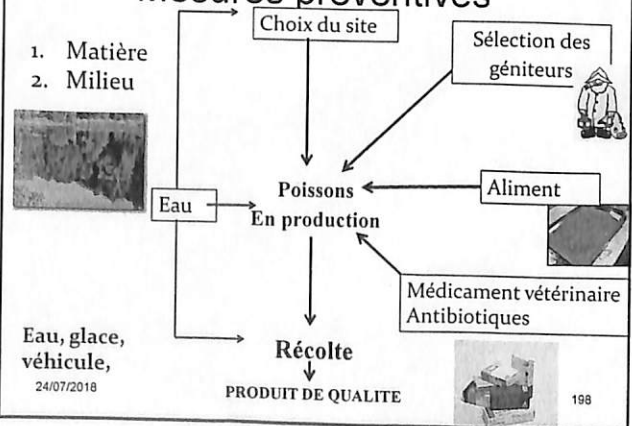 Mesures préventives
Choix du site
1. Matière
2. Milieu
Sélection des
géniteurs
Eau
Poissons
En production
Aliment
Médicament vétérinaire
Antibiotiques
Eau, glace,
véhicule,
Récolte
PRODUIT DE QUALITE
24/07/2018
198